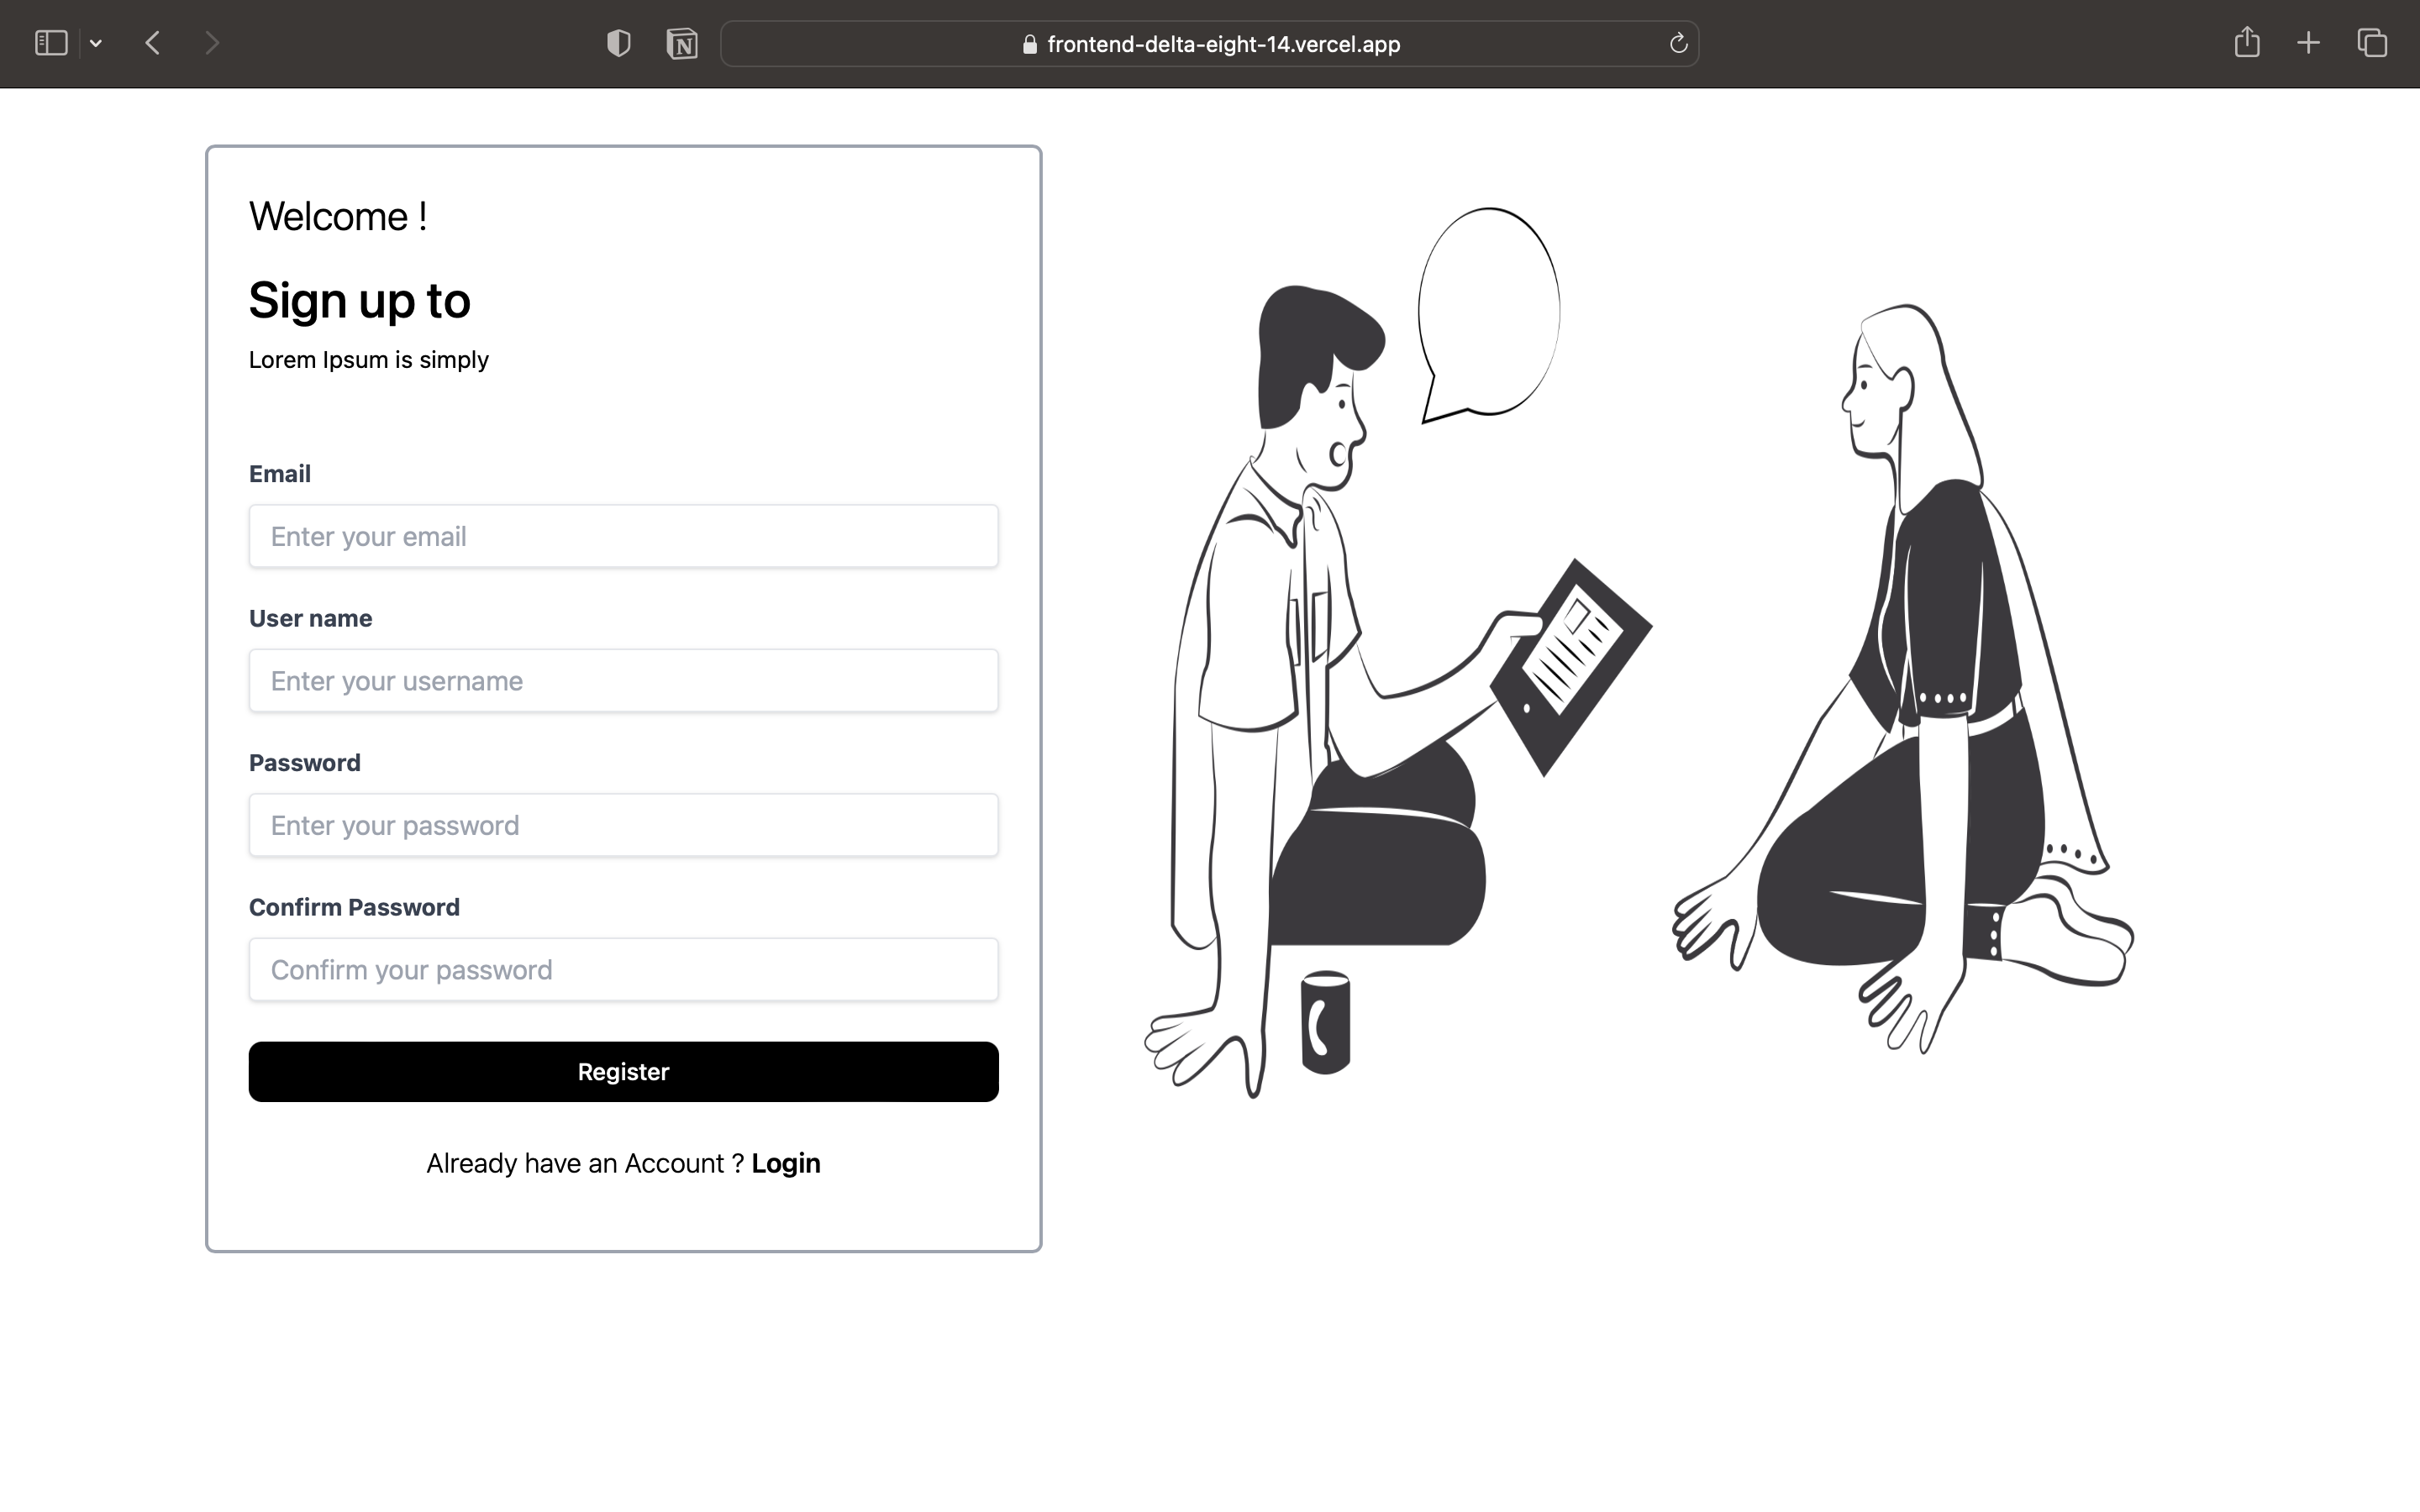 frontend-delta-eight-14.vercel.app
Welcome !
Sign up to
Lorem Ipsum is simply
Email
Enter your email
User name
Enter your username
Password
Enter your password
Confirm Password
Confirm your password
Register
Already have an Account ? Login